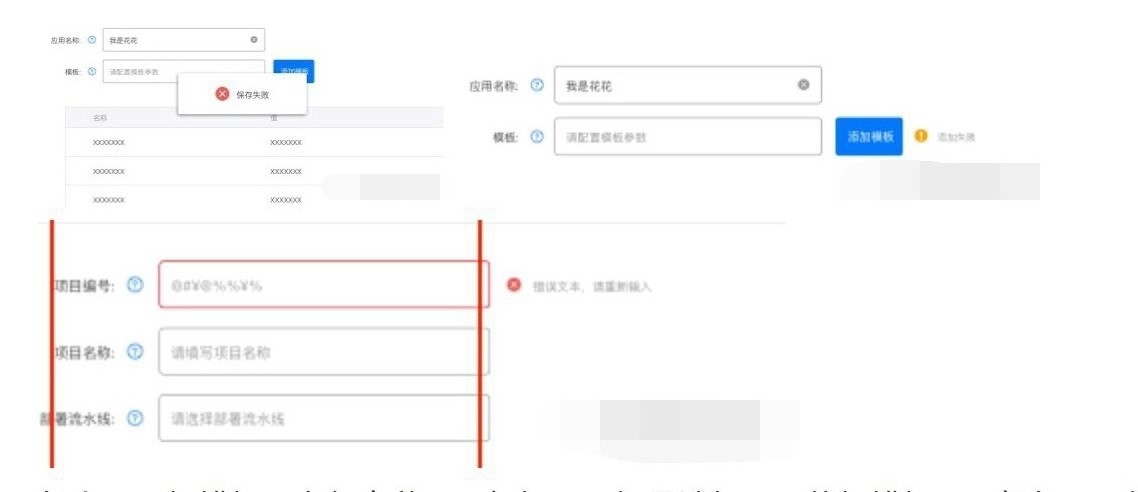 应用名称: 我是花花
模板: 请配置模板参数 添加模板
保存失败
名称 值
XXXXXXX XXXXXXX
XXXXXXX XXXXXXX
XXXXXXX XXXXXXX
应用名称: 我是花花
模板: 请配置模板参数 添加模板 添加失败
项目编号: @#¥@%%¥% 错误文本，请重新输入
项目名称: 请填写项目名称
部署流水线: 请选择部署流水线